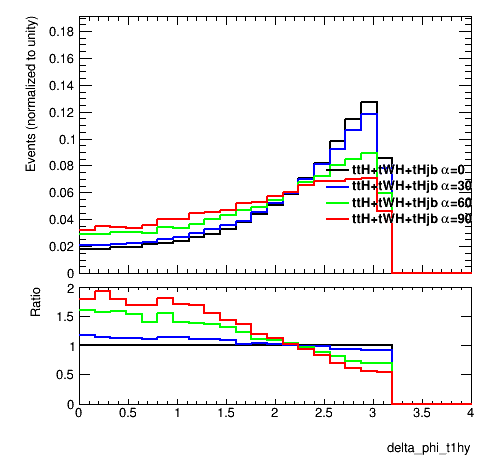 Events (normalized to unity)
0.18
0.16
0.14
0.12
0.1
0.08
0.06
0.04
0.02
0
ttH+tWH+tHjb α=0
ttH+tWH+tHjb α=30
ttH+tWH+tHjb α=60
ttH+tWH+tHjb α=90
Ratio
2
1.5
1
0.5
0
0 0.5 1 1.5 2 2.5 3 3.5 4
delta_phi_t1hy